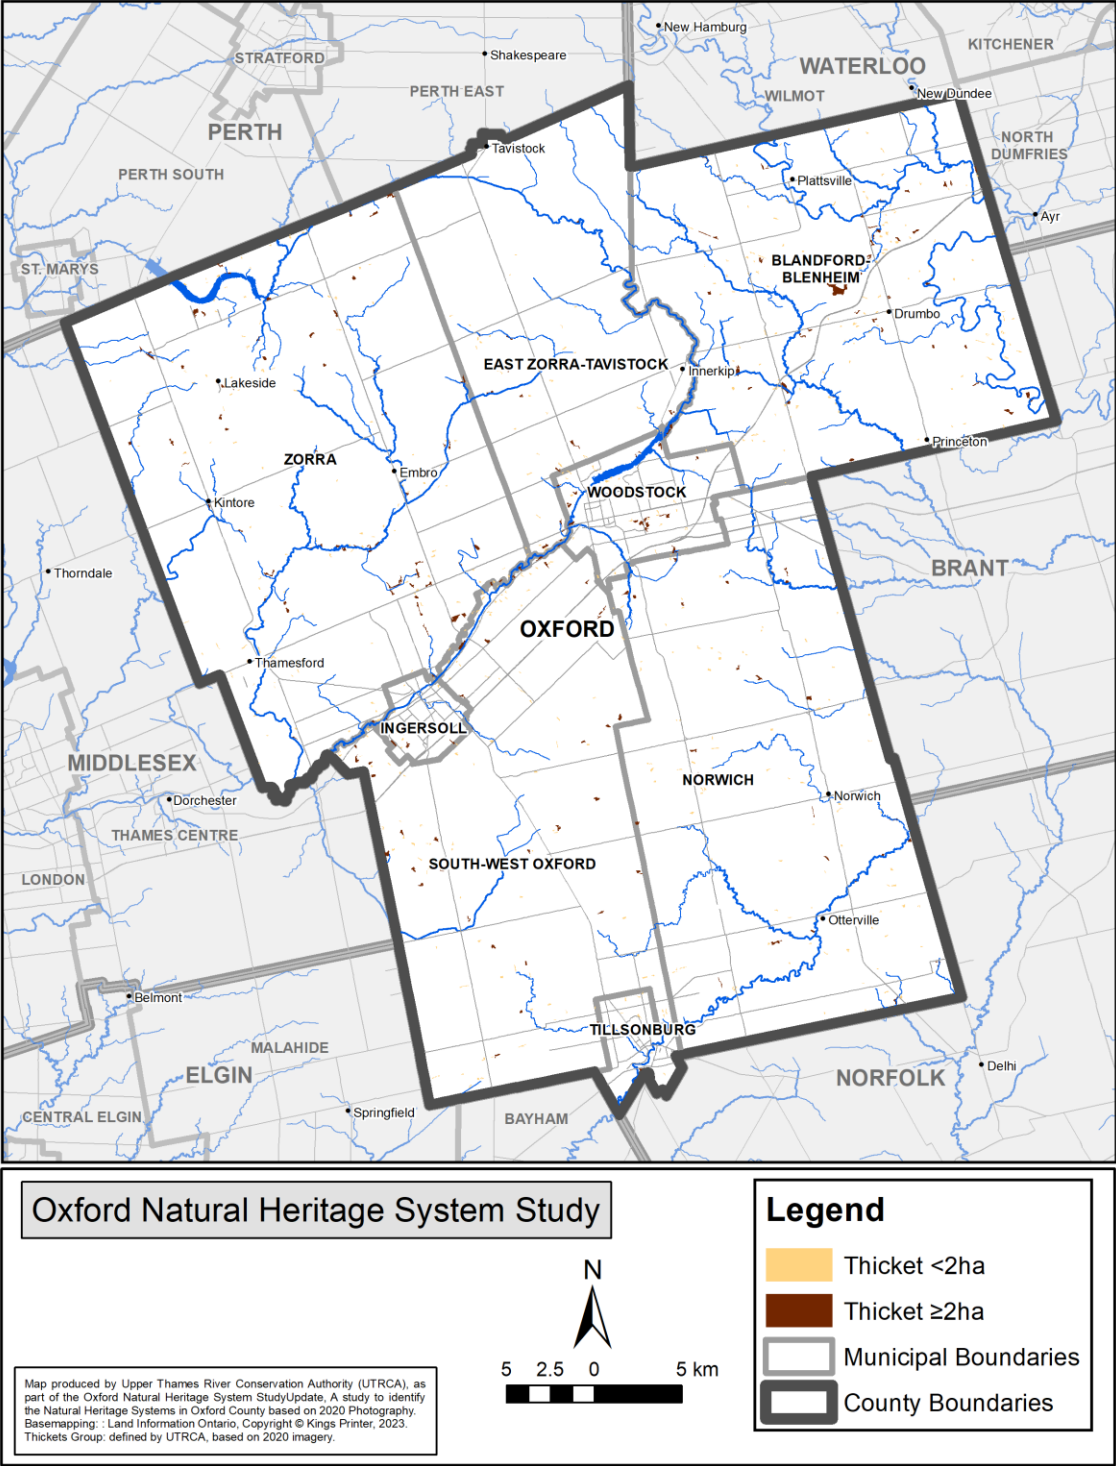 New Hamburg
KITCHENER
STRATFORD
Shakespeare
WATERLOO
PERTH EAST
WILMOT
New Dundee
PERTH
NORTH
DUMFRIES
Tavistock
PERTH SOUTH
Plattsville
Ayr
ST. MARYS
BLANDFORD-
BLENHEIM
Drumbo
EAST ZORRA-TAVISTOCK
Innerkip
Lakeside
Princeton
ZORRA
Embro
WOODSTOCK
Kintore
Thorndale
BRANT
OXFORD
Thamesford
INGERSOLL
MIDDLESEX
NORWICH
Norwich
Dorchester
THAMES CENTRE
SOUTH-WEST OXFORD
LONDON
Otterville
Belmont
TILLSONBURG
MALAHIDE
ELGIN
NORFOLK
Delhi
CENTRAL ELGIN
Springfield
BAYHAM
Oxford Natural Heritage System Study
N
5 2.5 0 5 km
Legend
Thicket <2ha
Thicket ≥2ha
Municipal Boundaries
County Boundaries
Map produced by Upper Thames River Conservation Authority (UTRCA), as
part of the Oxford Natural Heritage System StudyUpdate, A study to identify
the Natural Heritage Systems in Oxford County based on 2020 Photography.
Basemapping: : Land Information Ontario, Copyright © Kings Printer, 2023.
Thickets Group: defined by UTRCA, based on 2020 imagery.